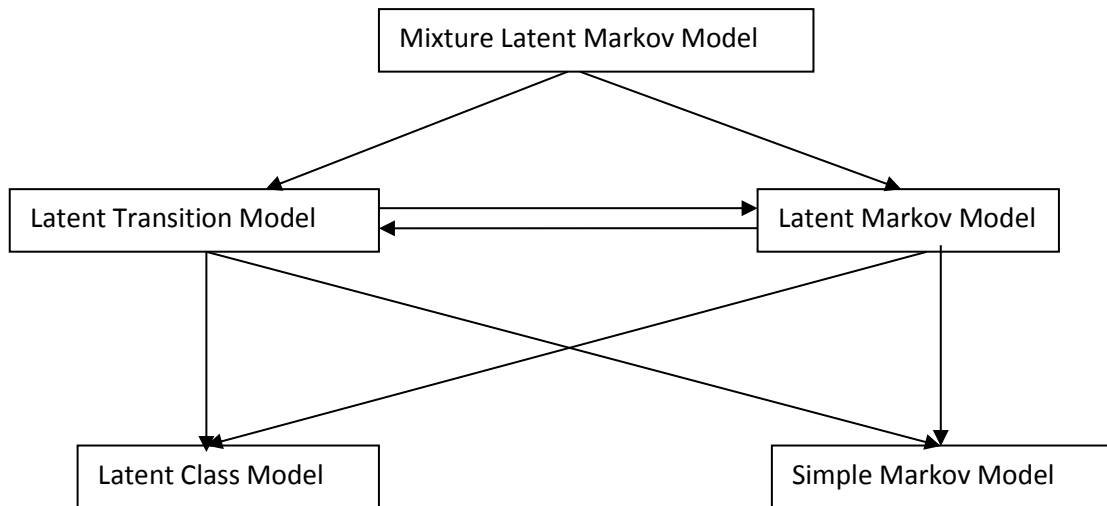 Mixture Latent Markov Model
Latent Transition Model
Latent Markov Model
Latent Class Model
Simple Markov Model